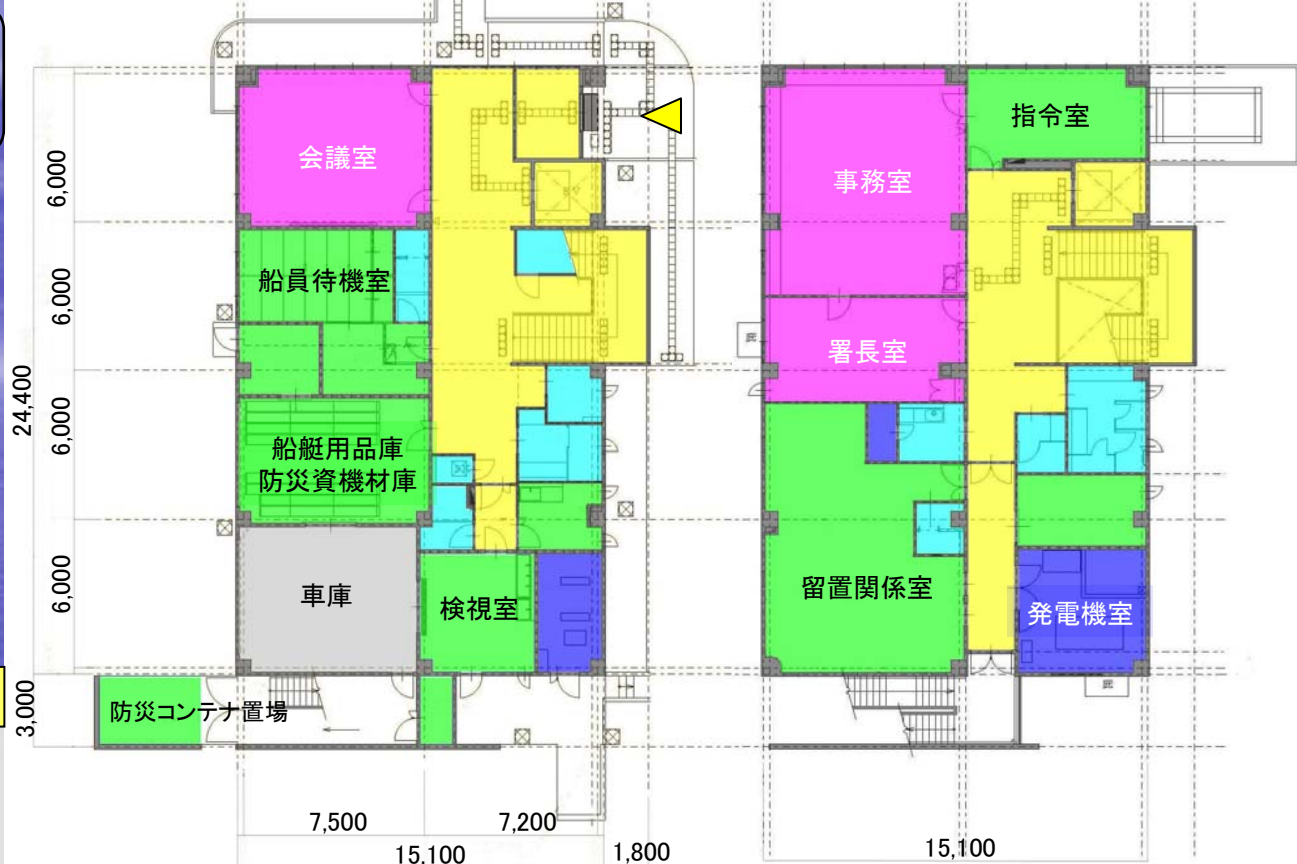 会議室
指令室
事務室
船員待機室
署長室
船艇用品庫
防災資機材庫
車庫
検視室
留置関係室
発電機室
防災コンテナ置場
6,000
6,000
6,000
6,000
24,400
3,000
7,500
7,200
15,100
1,800
15,100